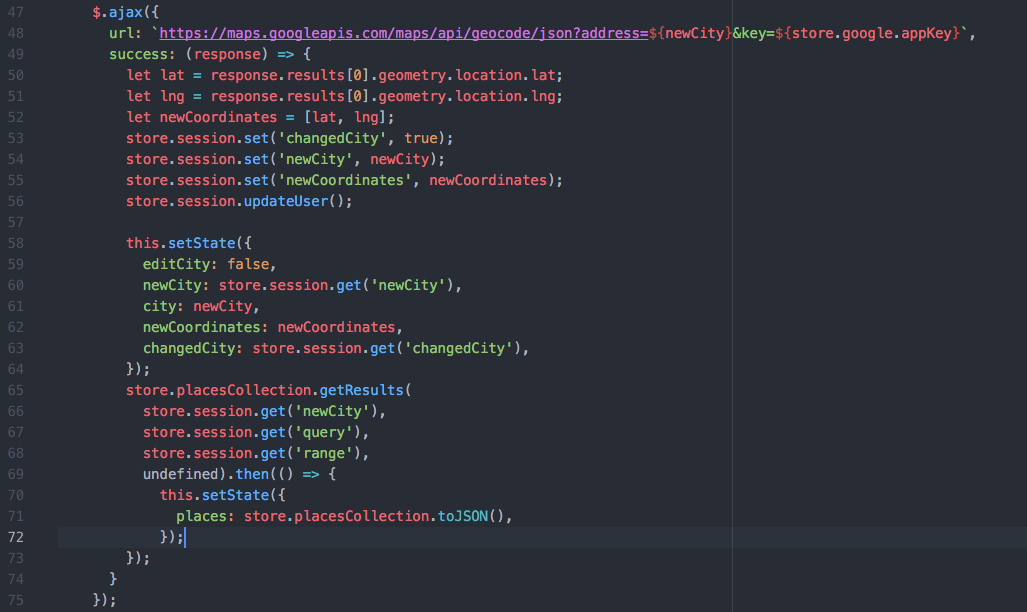 47 $.ajax({
48 url: `https://maps.googleapis.com/maps/api/geocode/json?address=${newCity}&key=${store.google.appKey}`,
49 success: (response) => {
50 let lat = response.results[0].geometry.location.lat;
51 let lng = response.results[0].geometry.location.lng;
52 let newCoordinates = [lat, lng];
53 store.session.set('changedCity', true);
54 store.session.set('newCity', newCity);
55 store.session.set('newCoordinates', newCoordinates);
56 store.session.updateUser();
57
58 this.setState({
59 editCity: false,
60 newCity: store.session.get('newCity'),
61 city: newCity,
62 newCoordinates: newCoordinates,
63 changedCity: store.session.get('changedCity'),
64 });
65 store.placesCollection.getResults(
66 store.session.get('newCity'),
67 store.session.get('query'),
68 store.session.get('range'),
69 undefined).then(() => {
70 this.setState({
71 places: store.placesCollection.toJSON(),
72 });
73 });
74 }
75 });